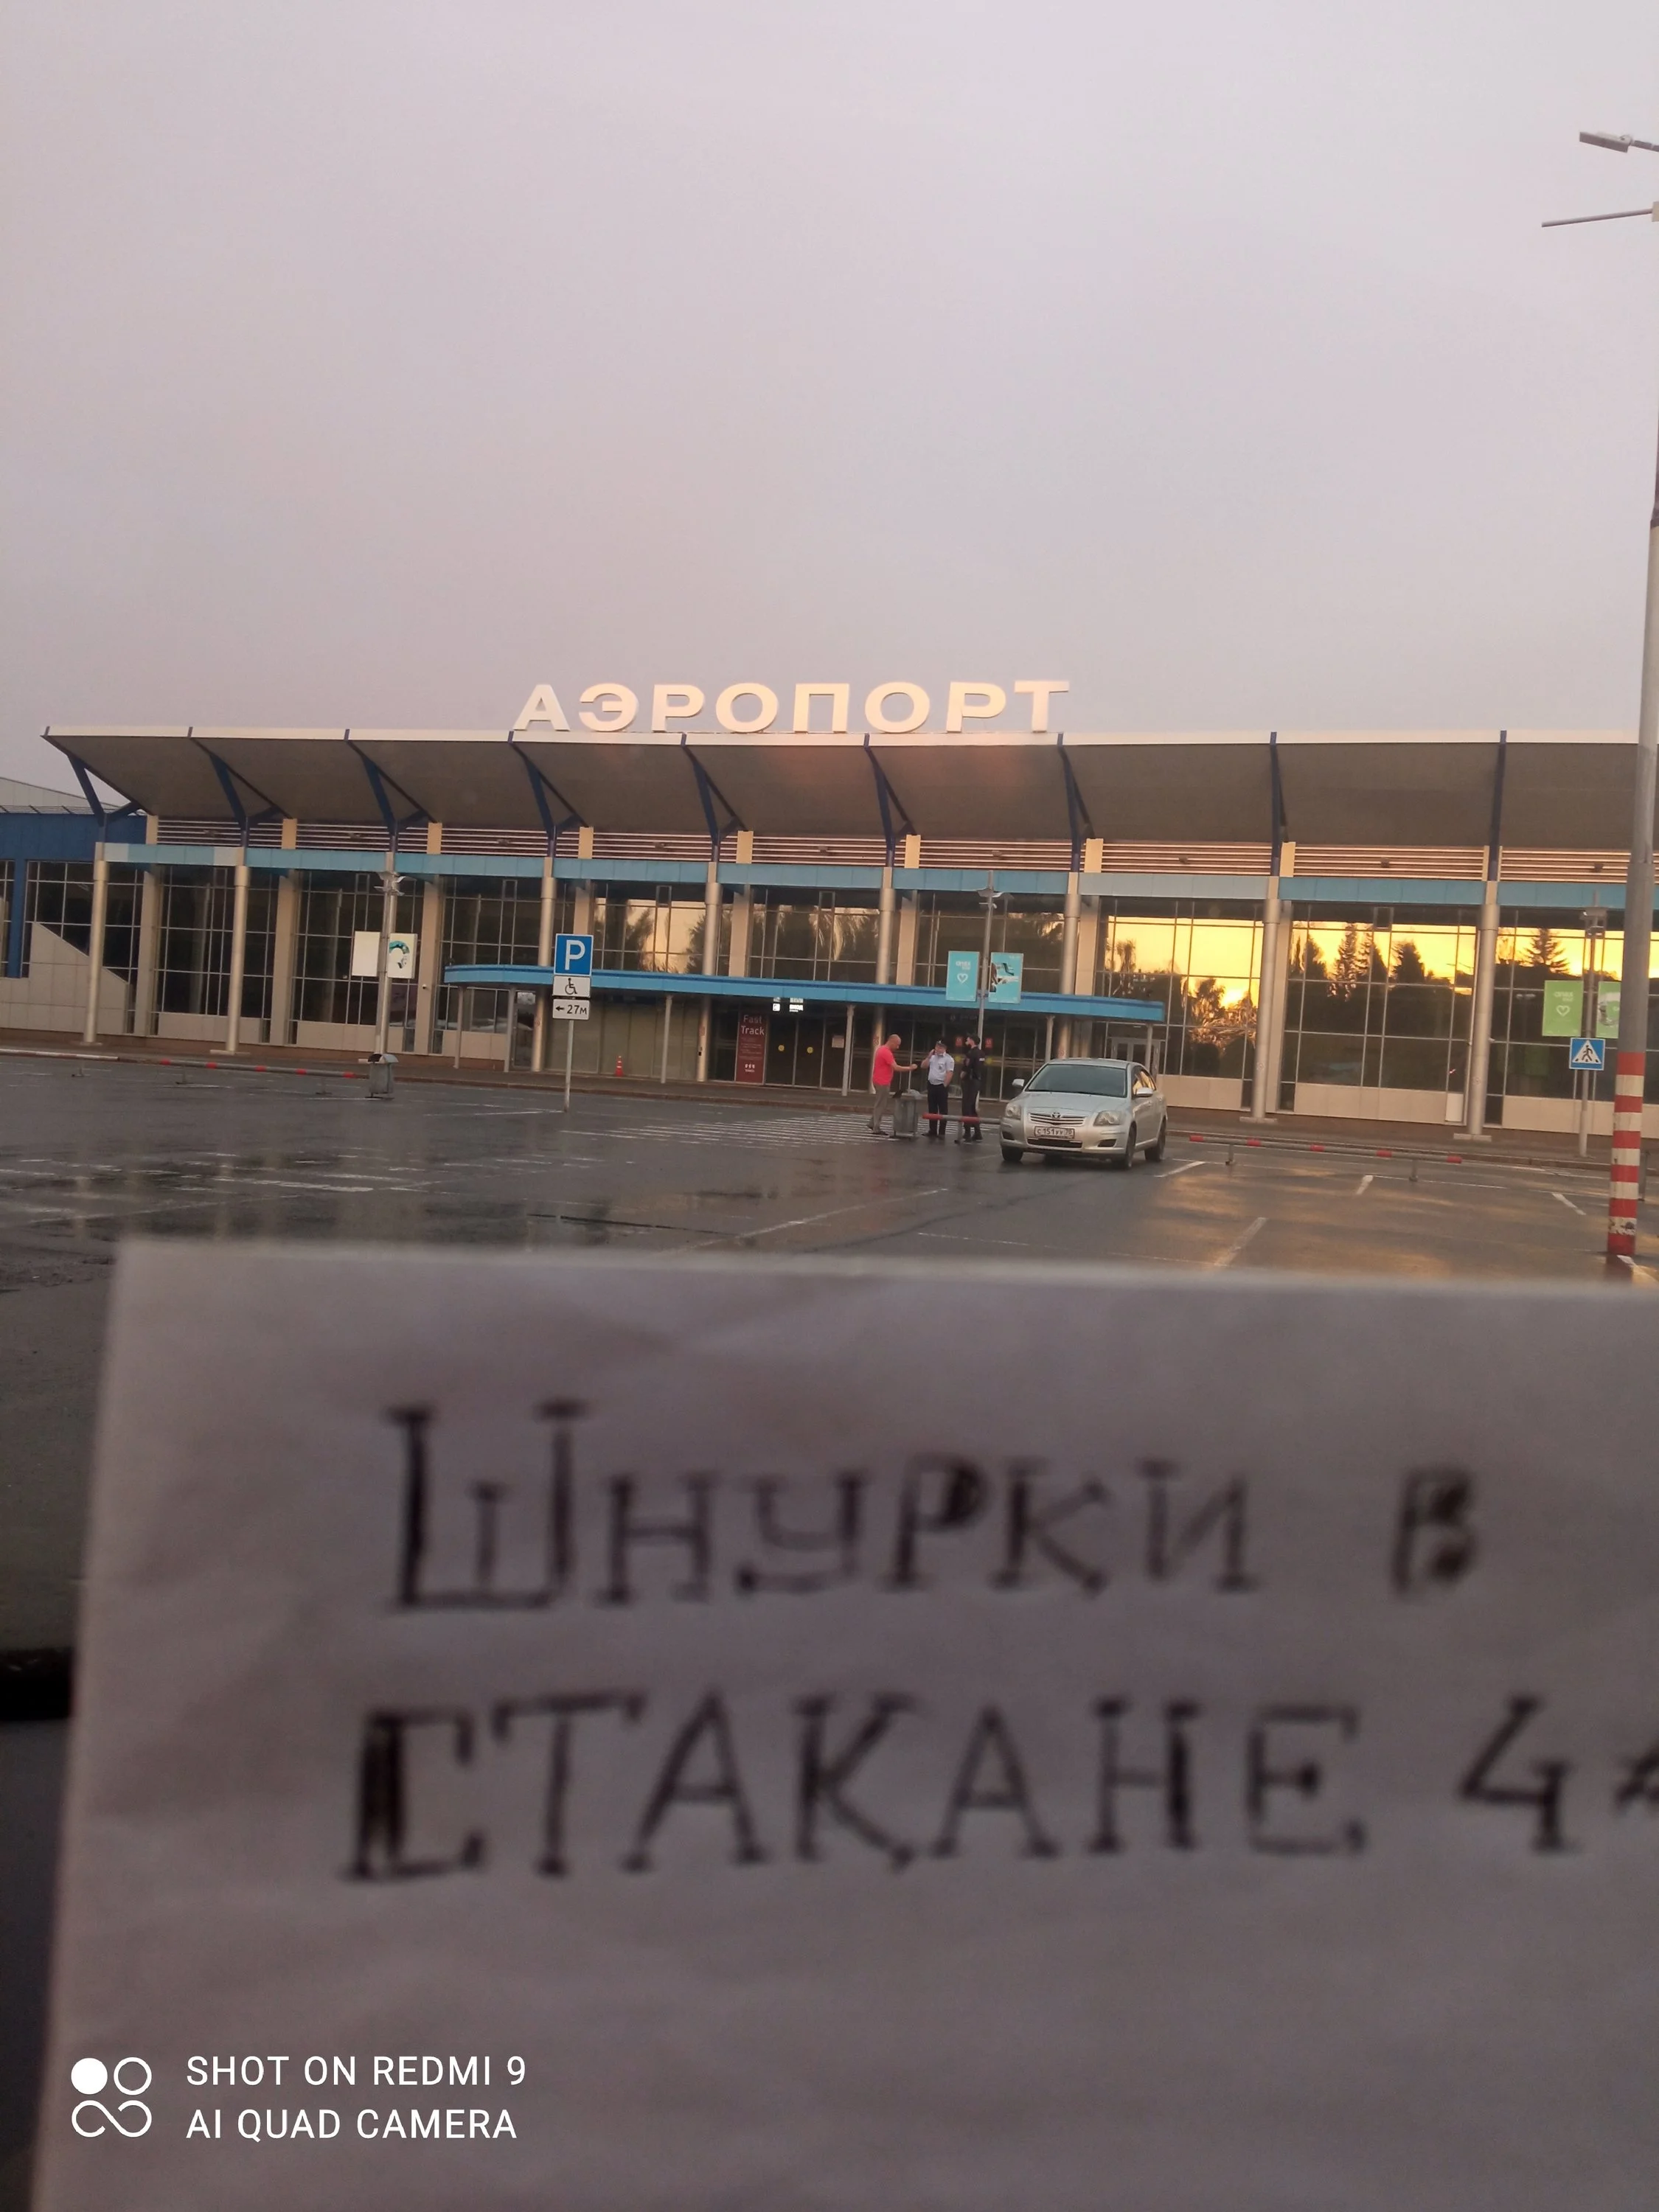 АЭРОПОРТ
P
←27м
Fast
Track
Шнурки в
СТАКАНЕ 4*
SHOT ON REDMI 9
AI QUAD CAMERA